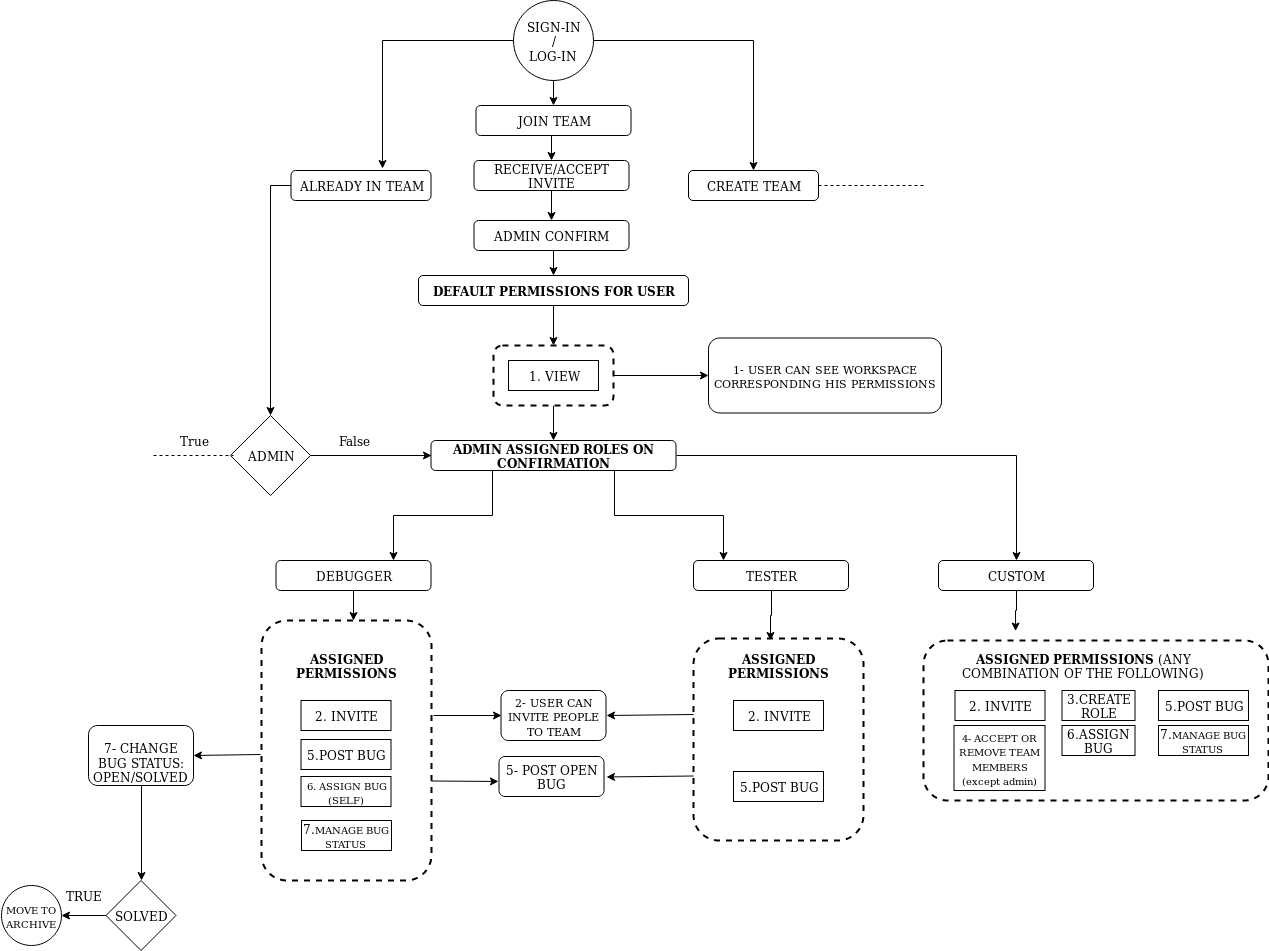 SIGN-IN
/
LOG-IN
JOIN TEAM
ALREADY IN TEAM
RECEIVE/ACCEPT
INVITE
CREATE TEAM
ADMIN CONFIRM
DEFAULT PERMISSIONS FOR USER
1. VIEW
1- USER CAN SEE WORKSPACE
CORRESPONDING HIS PERMISSIONS
True
ADMIN
False
ADMIN ASSIGNED ROLES ON
CONFIRMATION
DEBUGGER
TESTER
CUSTOM
ASSIGNED
PERMISSIONS
2. INVITE
5.POST BUG
6. ASSIGN BUG
(SELF)
7.MANAGE BUG
STATUS
2- USER CAN
INVITE PEOPLE
TO TEAM
5- POST OPEN
BUG
ASSIGNED
PERMISSIONS
2. INVITE
5.POST BUG
ASSIGNED PERMISSIONS (ANY
COMBINATION OF THE FOLLOWING)
2. INVITE
3.CREATE
ROLE
5.POST BUG
4- ACCEPT OR
REMOVE TEAM
MEMBERS
(except admin)
6.ASSIGN
BUG
7.MANAGE BUG
STATUS
7- CHANGE
BUG STATUS:
OPEN/SOLVED
SOLVED
TRUE
MOVE TO
ARCHIVE